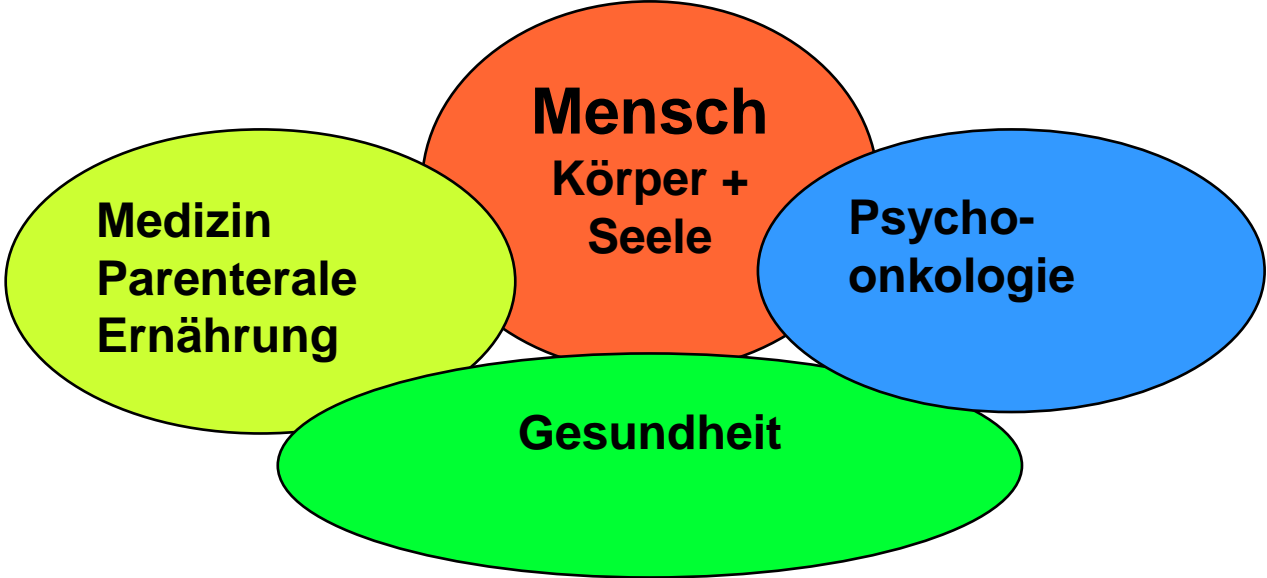 Mensch
Körper +
Seele
Medizin
Parenterale
Ernährung
Psycho-
onkologie
Gesundheit